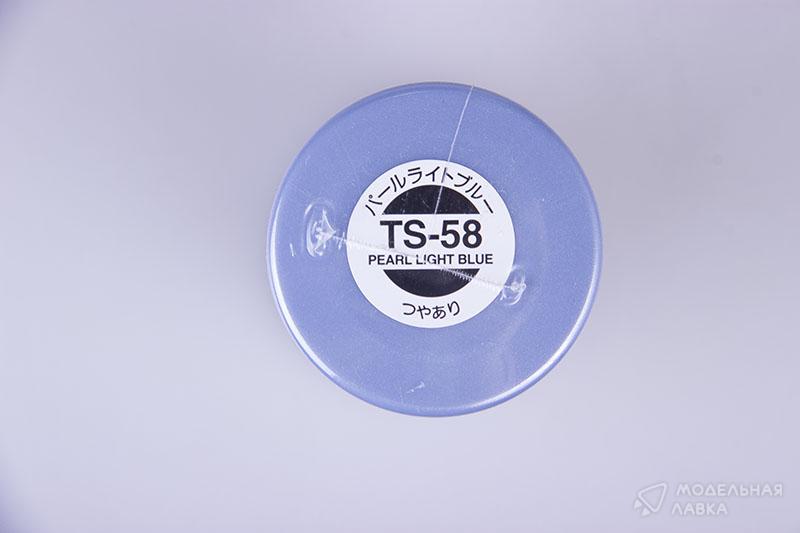 パールライトブルー
TS-58
PEARL LIGHT BLUE
つやあり
МОДЕЛЬНАЯ
ЛАВКА